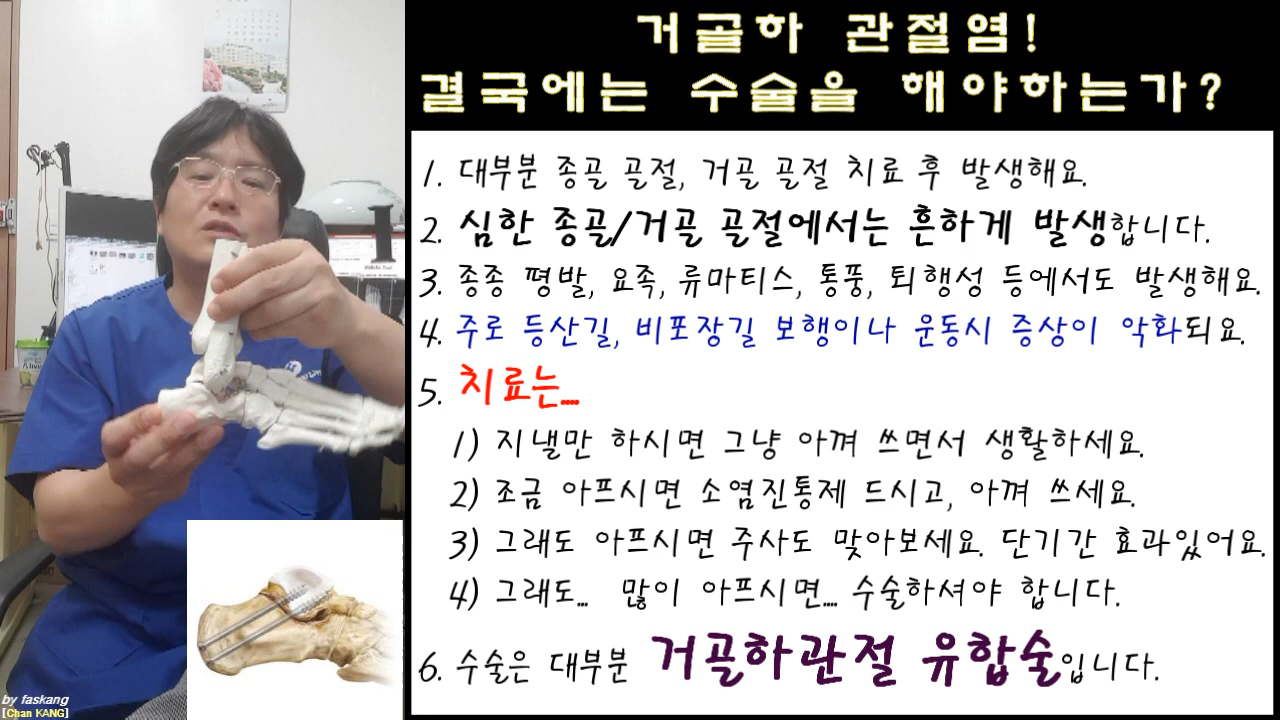 거골하 관절염!
결국에는 수술을 해야하는가?
1. 대부분 종골 골절, 거골 골절 치료 후 발생해요.
2. 심한 종골/거골 골절에서는 흔하게 발생합니다.
3. 종종 평발, 요족, 류마티스, 통풍, 퇴행성 등에서도 발생해요.
4. 주로 등산길, 비포장길 보행이나 운동시 증상이 악화되요.
5. 치료는....
1) 지낼만 하시면 그냥 아껴 쓰면서 생활하세요.
2) 조금 아프시면 소염진통제 드시고, 아껴 쓰세요.
3) 그래도 아프시면 주사도 맞아보세요. 단기간 효과있어요.
4) 그래도... 많이 아프시면.... 수술하셔야 합니다.
6. 수술은 대부분 거골하관절 유합술입니다.
by faskang
[Chan KANG]